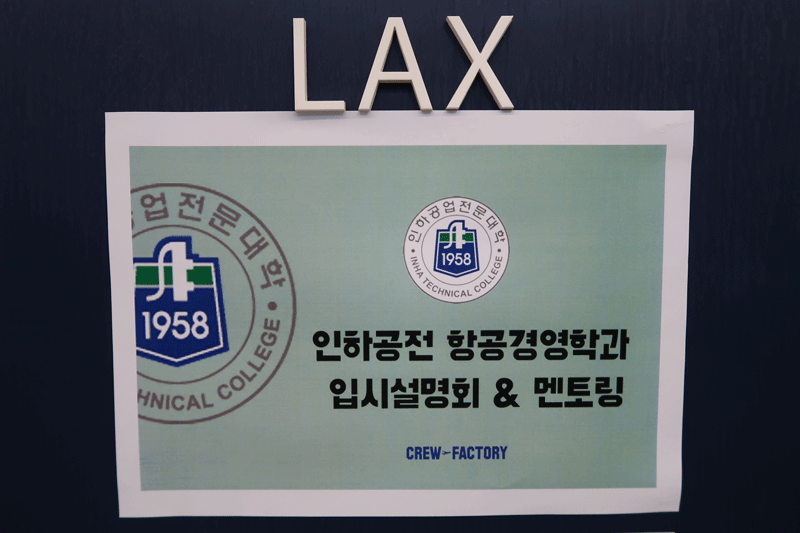 LAX
업전문대학
1958
HNICAL COLLEGE
인하공업전문대학
1958
INHA TECHNICAL COLLEGE
인하공전 항공경영학과
입시설명회 & 멘토링
CREW FACTORY